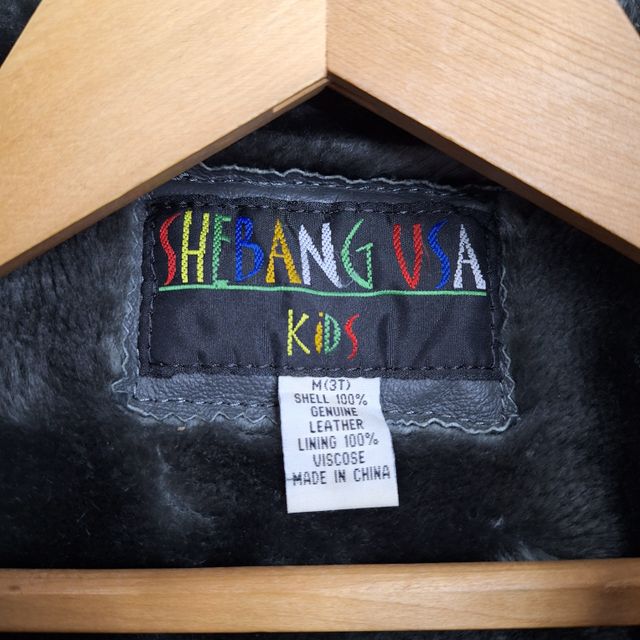 SHEBANG USA
KiDS
M(3T)
SHELL 100%
GENUINE
LEATHER
LINING 100%
VISCOSE
MADE IN CHINA